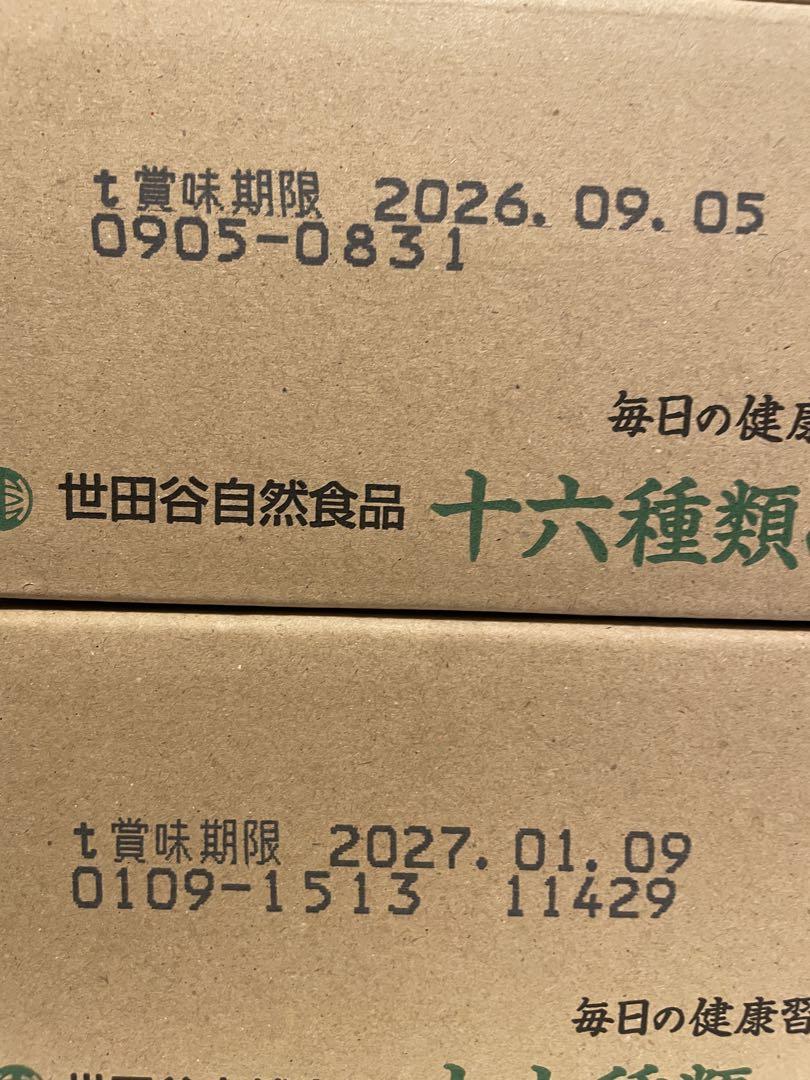 t賞味期限 2026.09.05
0905-0831
毎日の健康
世田谷自然食品 十六種類
t賞味期限 2027.01.09
0109-1513 11429
毎日の健康習